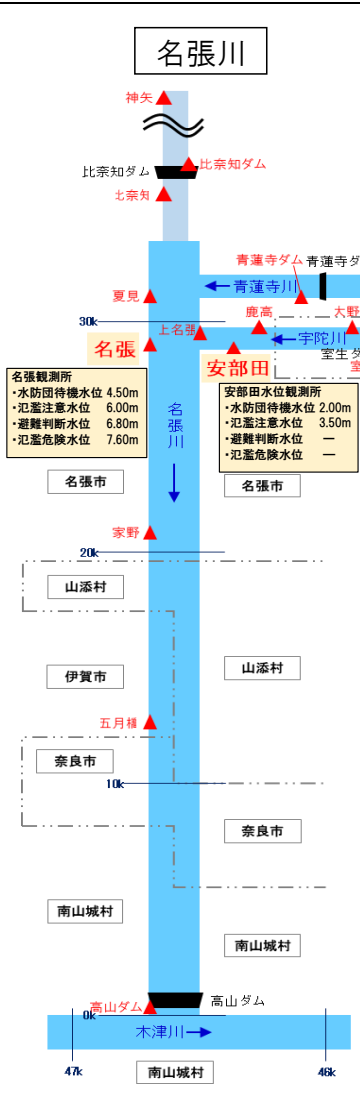 名張川
神矢
比奈知ダム
比奈知ダム
比奈知
青蓮寺ダム
青蓮寺ダ
青蓮寺川
夏見
鹿高
大野
30k
上名張
宇陀川
名張
安部田
室生ダ
室
名張観測所
・水防団待機水位 4.50m
・氾濫注意水位 6.00m
・避難判断水位 6.80m
・氾濫危険水位 7.60m
安部田水位観測所
・水防団待機水位 2.00m
・氾濫注意水位 3.50m
・避難判断水位 ―
・氾濫危険水位 ―
名張川
名張市
名張市
家野
20k
山添村
山添村
伊賀市
五月橋
奈良市
10k
奈良市
南山城村
南山城村
高山ダム
高山ダム
0k
木津川
47k
46k
南山城村